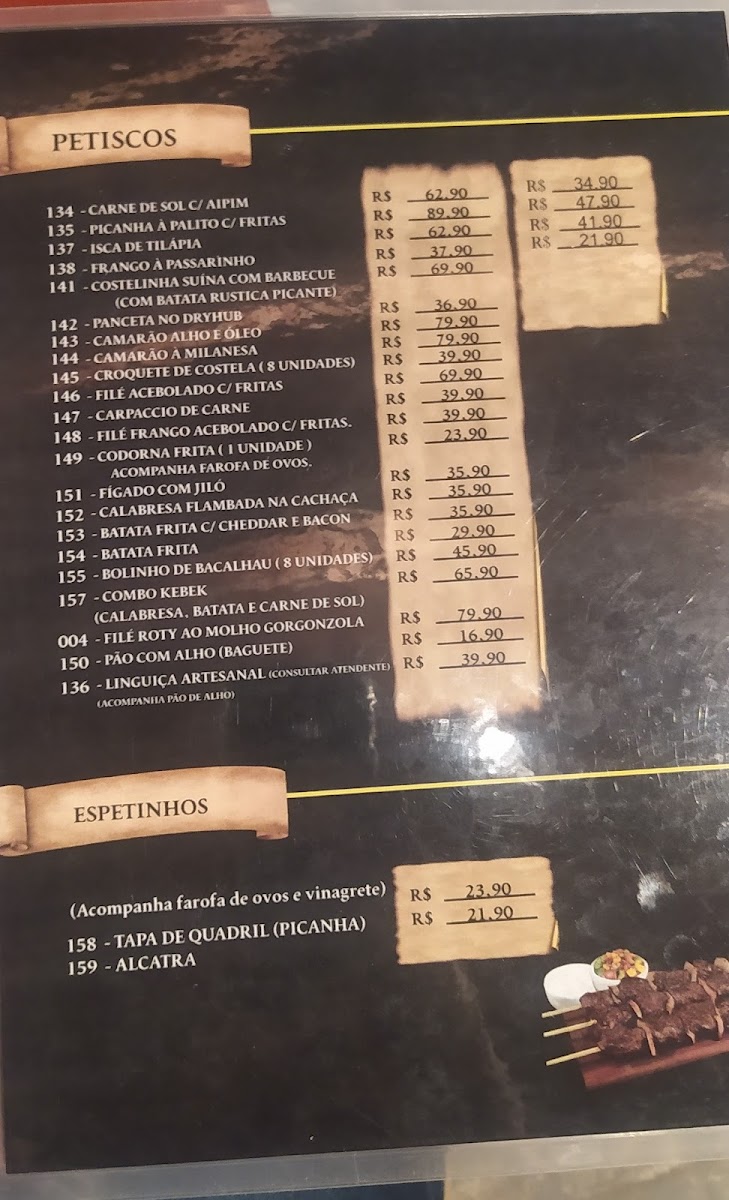 PETISCOS
134 - CARNE DE SOL C/ AIPIM R$ 62.90 R$ 34.90
135 - PICANHA À PALITO C/ FRITAS R$ 89.90 R$ 47.90
137 - ISCA DE TILÁPIA R$ 62.90 R$ 41.90
138 - FRANGO À PASSARINHO R$ 37.90 R$ 21.90
141 - COSTELINHA SUÍNA COM BARBECUE R$ 69.90
(COM BATATA RUSTICA PICANTE)
142 - PANCETA NO DRYHUB R$ 36.90
143 - CAMARÃO ALHO E ÓLEO R$ 79.90
144 - CAMARÃO À MILANESA R$ 79.90
145 - CROQUETE DE COSTELA ( 8 UNIDADES) R$ 39.90
146 - FILÉ ACEBOLADO C/ FRITAS R$ 69.90
147 - CARPACCIO DE CARNE R$ 39.90
148 - FILÉ FRANGO ACEBOLADO C/ FRITAS. R$ 39.90
149 - CODORNA FRITA ( 1 UNIDADE ) R$ 23.90
ACOMPANHA FAROFA DE OVOS.
151 - FÍGADO COM JILÓ R$ 35.90
152 - CALABRESA FLAMBADA NA CACHAÇA R$ 35.90
153 - BATATA FRITA C/ CHEDDAR E BACON R$ 35.90
154 - BATATA FRITA R$ 29.90
155 - BOLINHO DE BACALHAU ( 8 UNIDADES) R$ 45.90
157 - COMBO KEBEK R$ 65.90
(CALABRESA, BATATA E CARNE DE SOL)
004 - FILÉ ROTY AO MOLHO GORGONZOLA R$ 79.90
150 - PÃO COM ALHO (BAGUETE) R$ 16.90
136 - LINGUIÇA ARTESANAL (CONSULTAR ATENDENTE) R$ 39.90
(ACOMPANHA PÃO DE ALHO)
ESPETINHOS
(Acompanha farofa de ovos e vinagrete)
158 - TAPA DE QUADRIL (PICANHA) R$ 23.90
159 - ALCATRA R$ 21.90